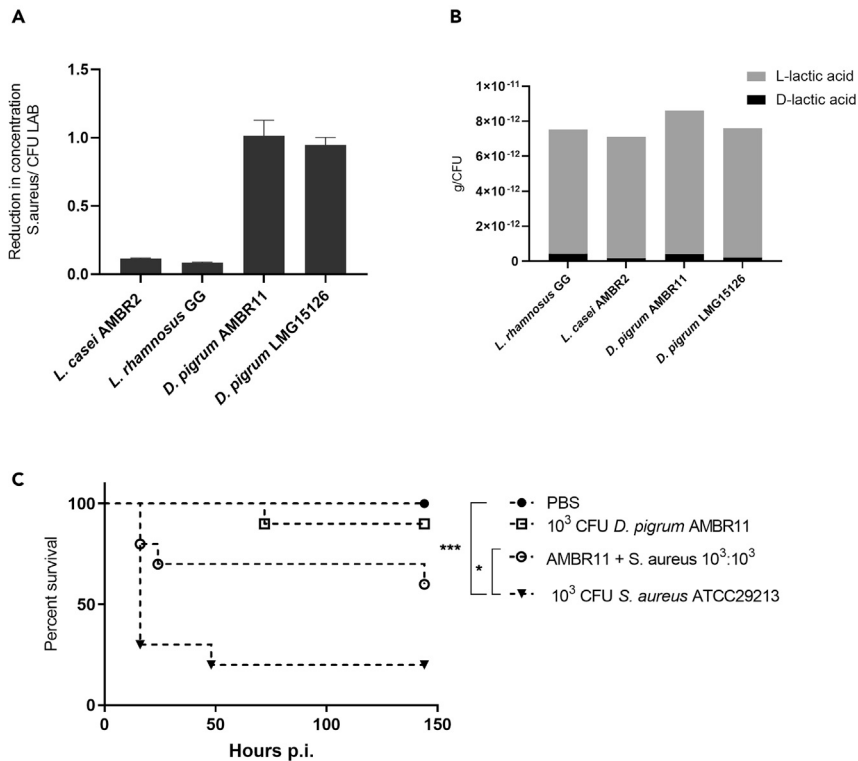 A
Reduction in concentration
S.aureus/ CFU LAB
1.5
1.0
0.5
0.0
L. casei AMBR2
L. rhamnosus GG
D. pigrum AMBR11
D. pigrum LMG15126
B
g/CFU
1×10⁻¹¹
8×10⁻¹²
6×10⁻¹²
4×10⁻¹²
2×10⁻¹²
0
L. rhamnosus GG
L. casei AMBR2
D. pigrum AMBR11
D. pigrum LMG15126
L-lactic acid
D-lactic acid
C
Percent survival
100
50
0
0
50
100
150
Hours p.i.
***
*
PBS
10³ CFU D. pigrum AMBR11
AMBR11 + S. aureus 10³:10³
10³ CFU S. aureus ATCC29213